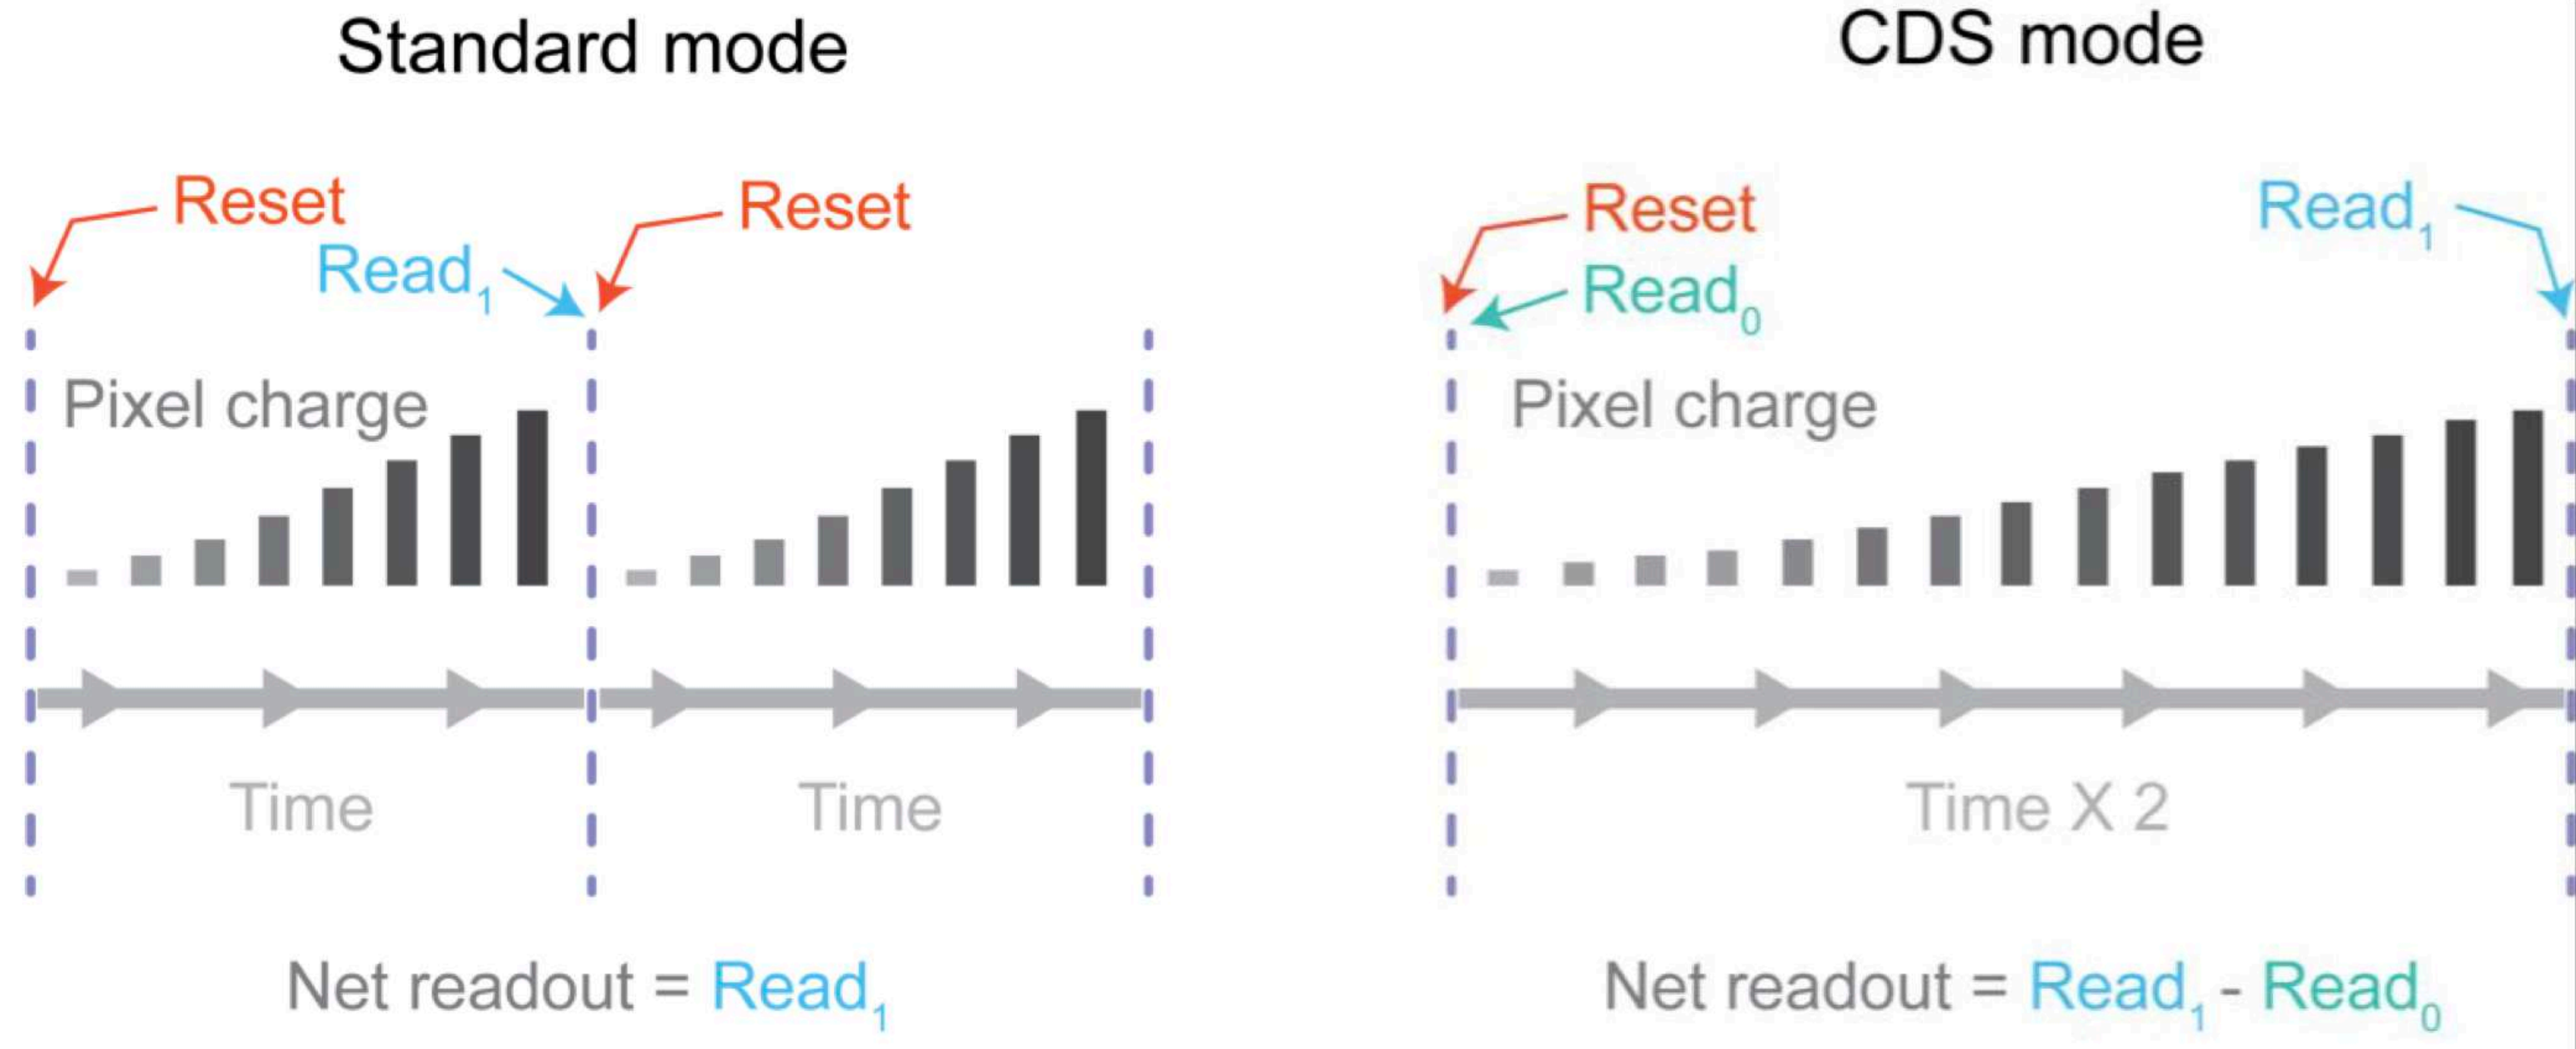 Standard mode
Reset
Reset
Read₁
Pixel charge
Time
Time
Net readout = Read₁
CDS mode
Reset
Read₁
Read₀
Pixel charge
Time X 2
Net readout = Read₁ - Read₀